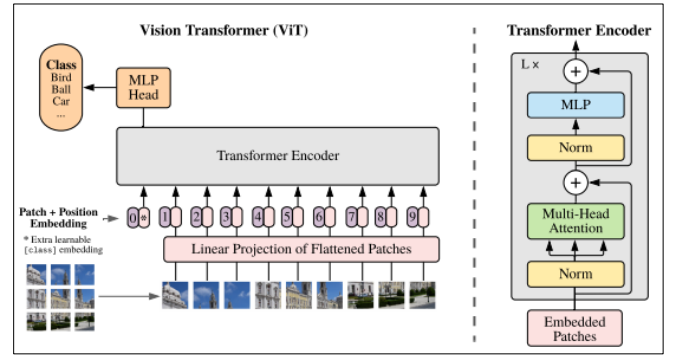 Vision Transformer (ViT)
Class
Bird
Ball
Car
...
MLP
Head
Transformer Encoder
Patch + Position
Embedding
0 * 1 2 3 4 5 6 7 8 9
* Extra learnable
[class] embedding
Linear Projection of Flattened Patches
Transformer Encoder
L ×
+
MLP
Norm
+
Multi-Head
Attention
Norm
Embedded
Patches